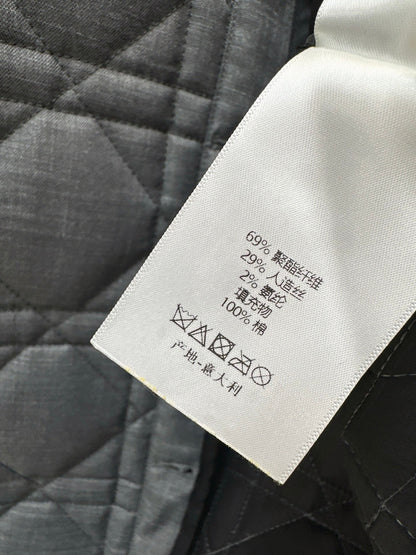 69% 聚酯纤维
29% 人造丝
2% 氨纶
填充物
100% 棉
产地-意大利